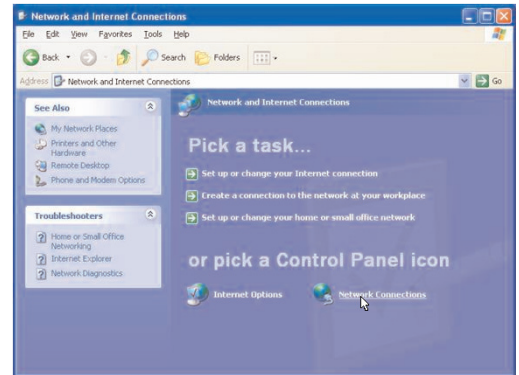 Network and Internet Connections
File Edit View Favorites Tools Help
Back Search Folders
Address Network and Internet Connections Go
See Also
My Network Places
Printers and Other
Hardware
Remote Desktop
Phone and Modem Options
Troubleshooters
Home or Small Office
Networking
Internet Explorer
Network Diagnostics
Network and Internet Connections
Pick a task...
Set up or change your Internet connection
Create a connection to the network at your workplace
Set up or change your home or small office network
or pick a Control Panel icon
Internet Options Network Connections